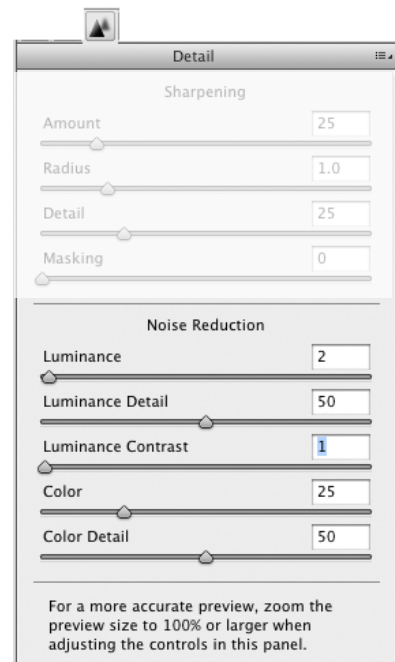 Detail
Sharpening
Amount 25
Radius 1.0
Detail 25
Masking 0
Noise Reduction
Luminance 2
Luminance Detail 50
Luminance Contrast 1
Color 25
Color Detail 50
For a more accurate preview, zoom the
preview size to 100% or larger when
adjusting the controls in this panel.